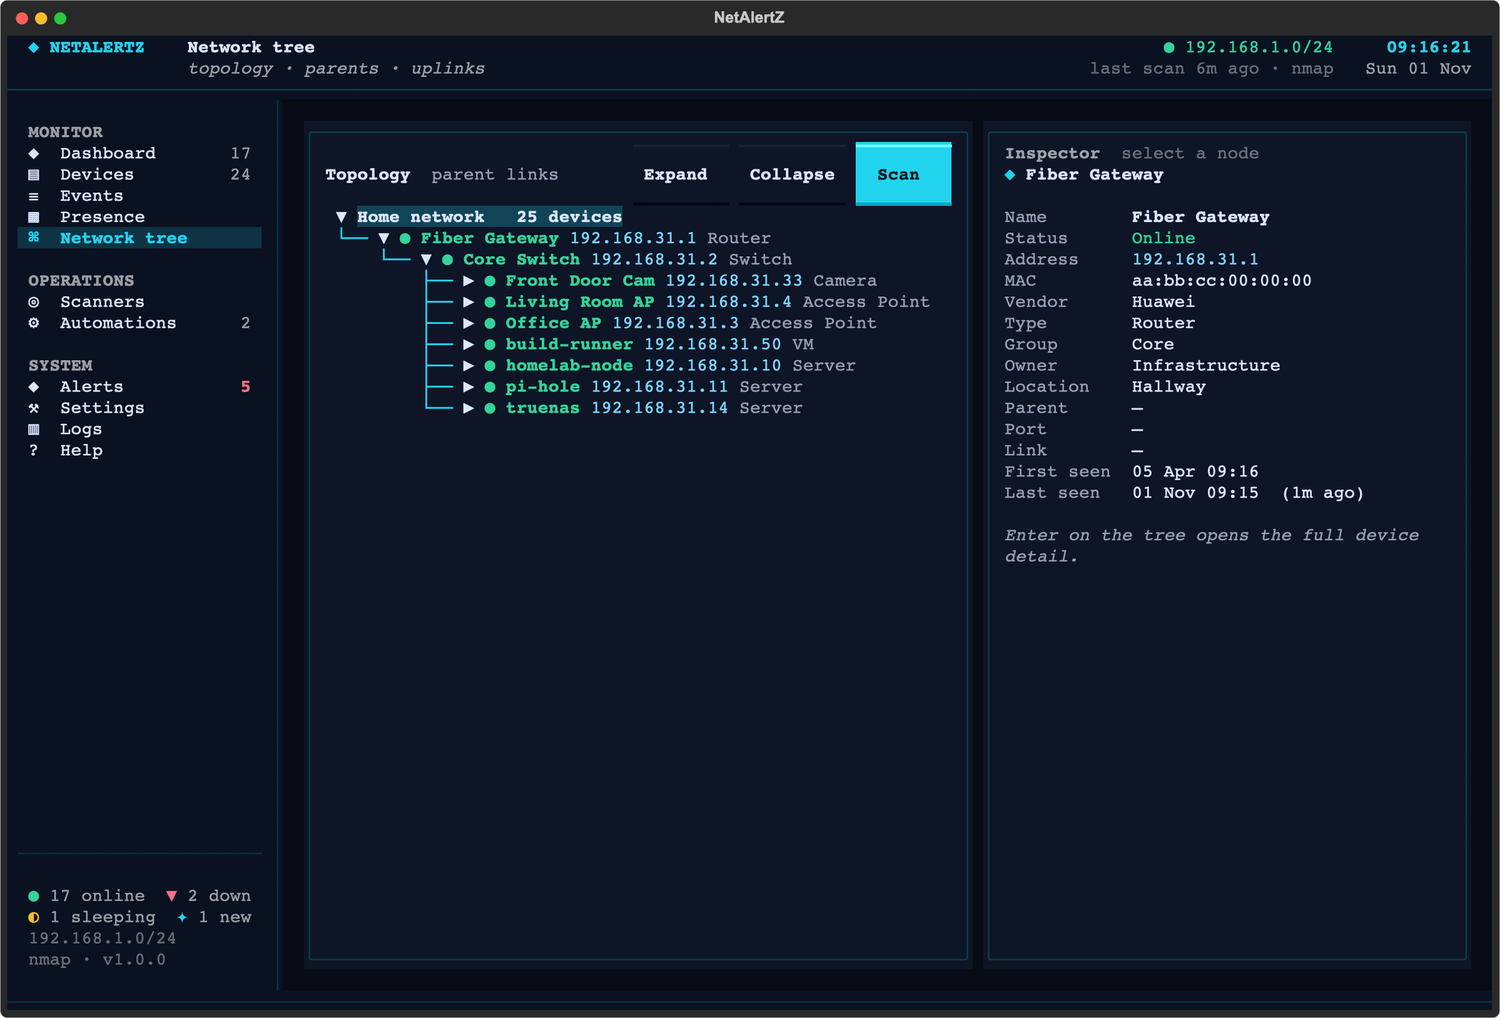 NetAlertZ
◆ NETALERTZ Network tree ● 192.168.1.0/24 09:16:21
topology · parents · uplinks last scan 6m ago · nmap Sun 01 Nov
MONITOR
Dashboard 17
Devices 24
Events
Presence
⌘ Network tree
OPERATIONS
Scanners
Automations 2
SYSTEM
Alerts 5
Settings
Logs
? Help
● 17 online ▼ 2 down
1 sleeping 1 new
192.168.1.0/24
nmap · v1.0.0
Topology parent links Expand Collapse Scan
▼ Home network 25 devices
▼ ● Fiber Gateway 192.168.31.1 Router
▼ ● Core Switch 192.168.31.2 Switch
▶ ● Front Door Cam 192.168.31.33 Camera
▶ ● Living Room AP 192.168.31.4 Access Point
▶ ● Office AP 192.168.31.3 Access Point
▶ ● build-runner 192.168.31.50 VM
▶ ● homelab-node 192.168.31.10 Server
▶ ● pi-hole 192.168.31.11 Server
▶ ● truenas 192.168.31.14 Server
Inspector select a node
◆ Fiber Gateway
Name Fiber Gateway
Status Online
Address 192.168.31.1
MAC aa:bb:cc:00:00:00
Vendor Huawei
Type Router
Group Core
Owner Infrastructure
Location Hallway
Parent —
Port —
Link —
First seen 05 Apr 09:16
Last seen 01 Nov 09:15 (1m ago)
Enter on the tree opens the full device
detail.